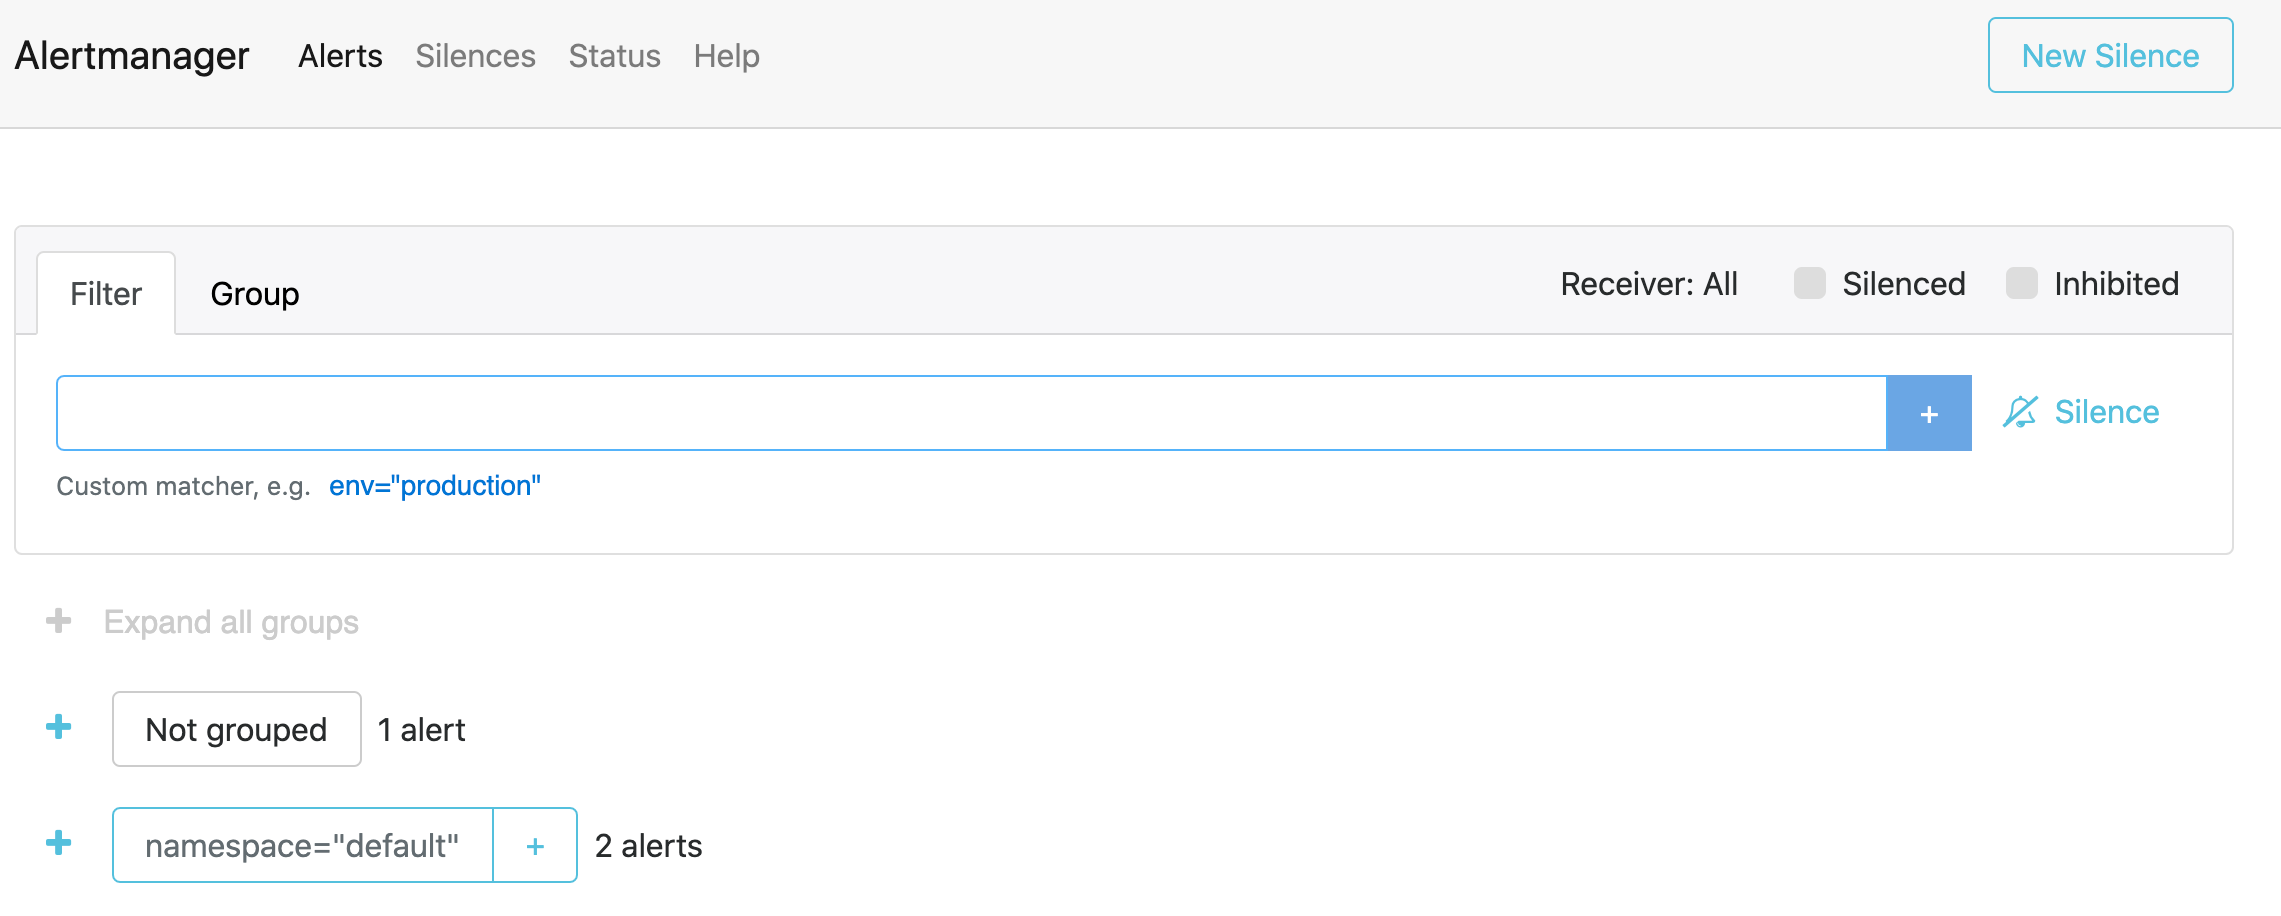 Alertmanager Alerts Silences Status Help New Silence
Filter Group Receiver: All Silenced Inhibited
+ Silence
Custom matcher, e.g. env="production"
+ Expand all groups
+ Not grouped 1 alert
+ namespace="default" + 2 alerts